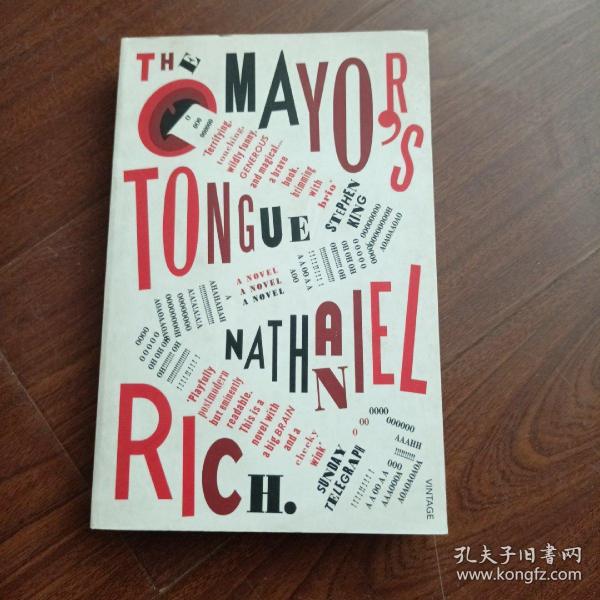 THE
MAYOR'S
TONGUE
'Terrifying,
touching,
wildly funny,
GENEROUS
and magical...
a brave
book,
brimming
with
brio'
STEPHEN
KING
A NOVEL
A NOVEL
A NOVEL
NATHANIEL
RICH.
'Playfully
postmodern
but eminently
readable.
This is a
novel with
a big BRAIN
and a
cheeky
wink'
SUNDAY
TELEGRAPH
VINTAGE
孔夫子旧书网
www.kongfz.com